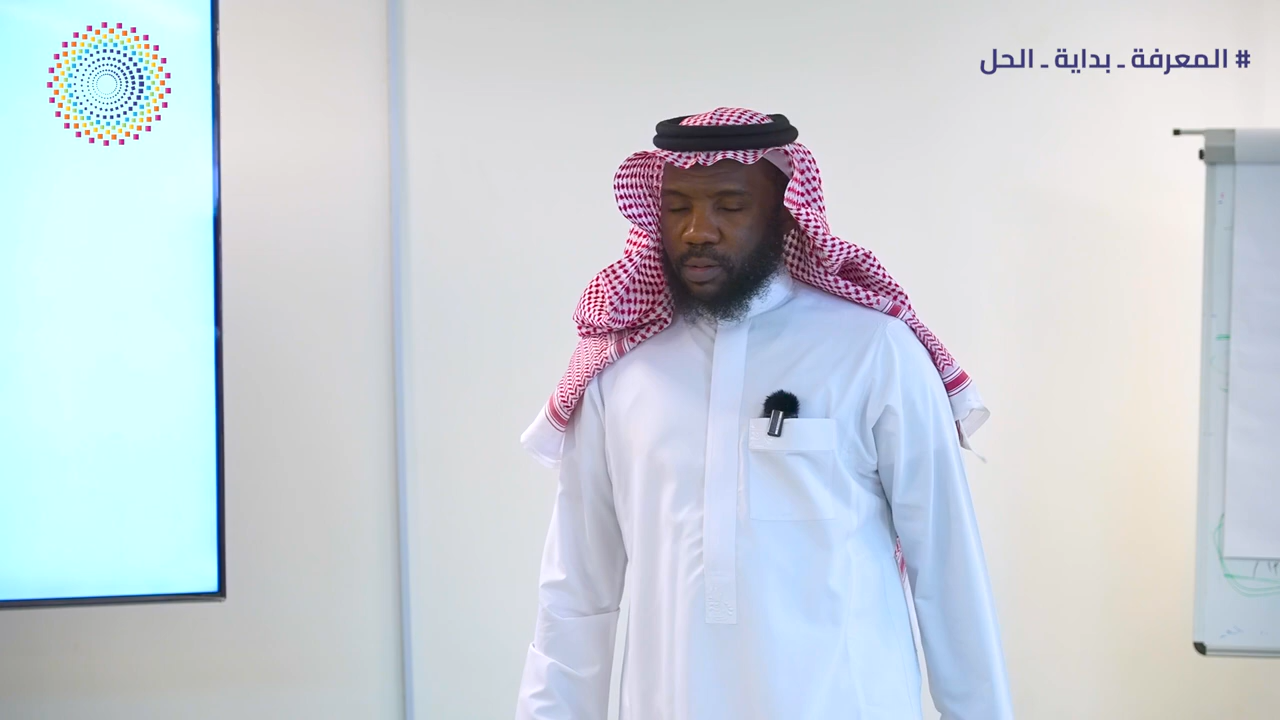 # المعرفة ـ بداية ـ الحل